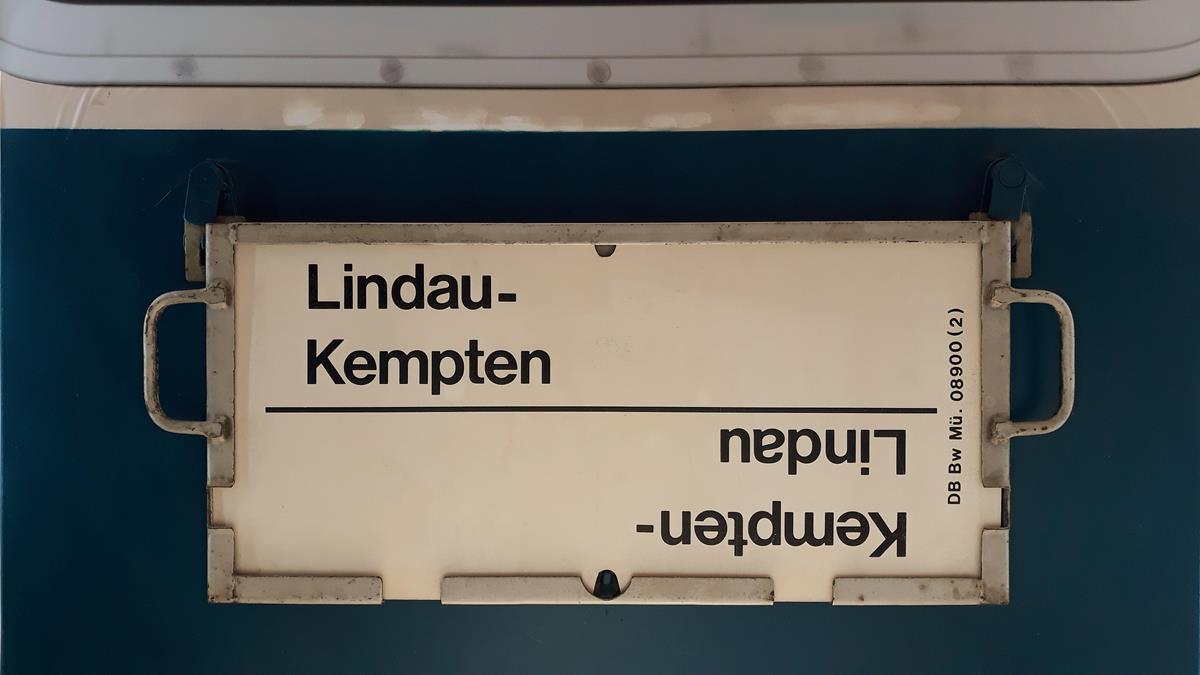 Lindau-
Kempten
Kempten-
Lindau
DB Bw Mü. 08900 (2)